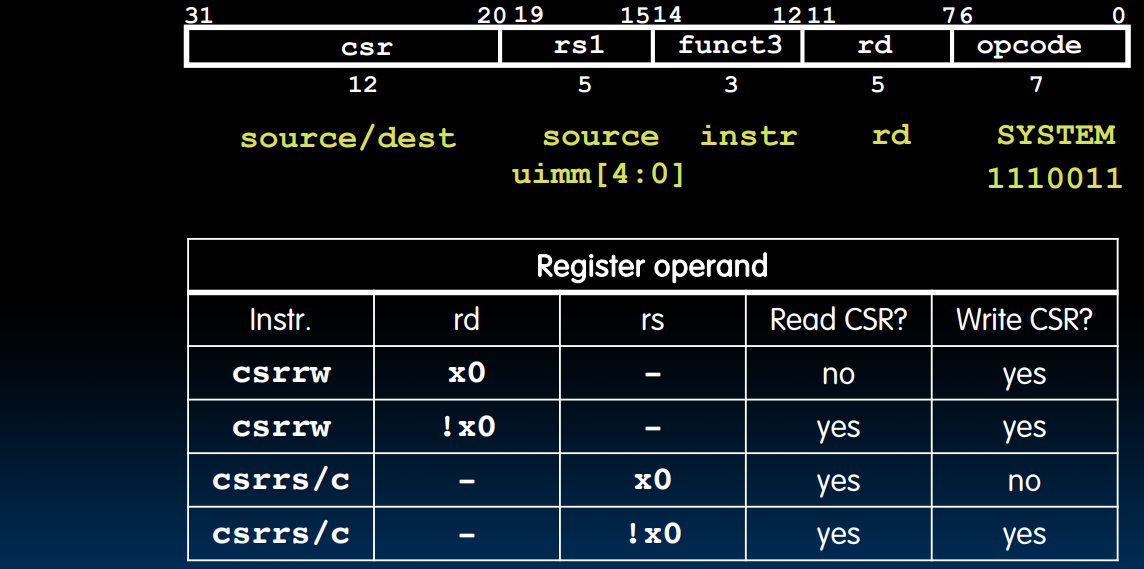 31 20 19 15 14 12 11 7 6 0
csr rs1 funct3 rd opcode
12 5 3 5 7
source/dest source instr rd SYSTEM
uimm[4:0] 1110011
Register operand
Instr. rd rs Read CSR? Write CSR?
csrrw x0 – no yes
csrrw !x0 – yes yes
csrrs/c – x0 yes no
csrrs/c – !x0 yes yes